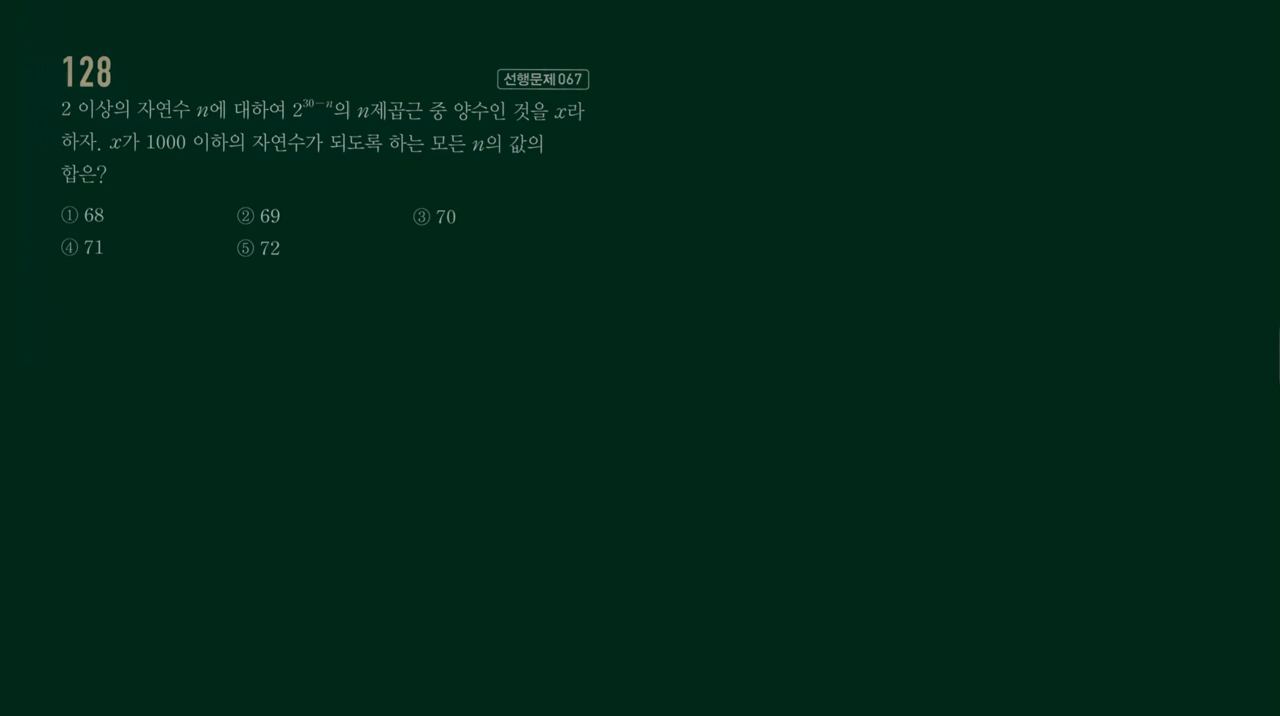 128
선행문제 067
2 이상의 자연수 n에 대하여 2^{30-n}의 n제곱근 중 양수인 것을 x라
하자. x가 1000 이하의 자연수가 되도록 하는 모든 n의 값의
합은?
① 68 ② 69 ③ 70
④ 71 ⑤ 72